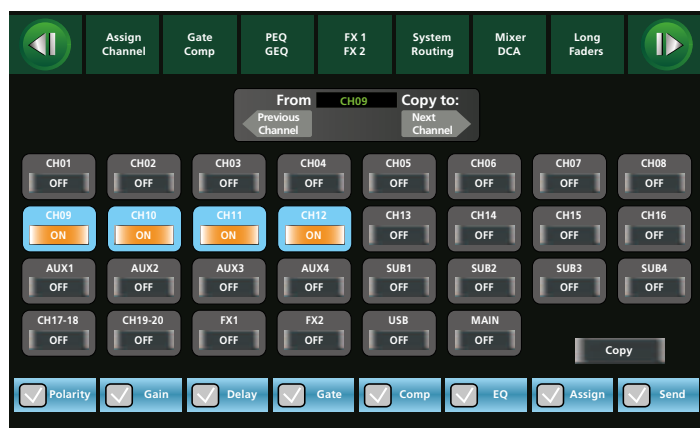 Assign Channel
Gate Comp
PEQ GEQ
FX 1 FX 2
System Routing
Mixer DCA
Long Faders
From CH09 Copy to:
Previous Channel
Next Channel
CH01 CH02 CH03 CH04 CH05 CH06 CH07 CH08
OFF OFF OFF OFF OFF OFF OFF OFF
CH09 CH10 CH11 CH12 CH13 CH14 CH15 CH16
ON ON ON ON OFF OFF OFF OFF
AUX1 AUX2 AUX3 AUX4 SUB1 SUB2 SUB3 SUB4
OFF OFF OFF OFF OFF OFF OFF OFF
CH17-18 CH19-20 FX1 FX2 USB MAIN
OFF OFF OFF OFF OFF OFF
Copy
Polarity Gain Delay Gate Comp EQ Assign Send